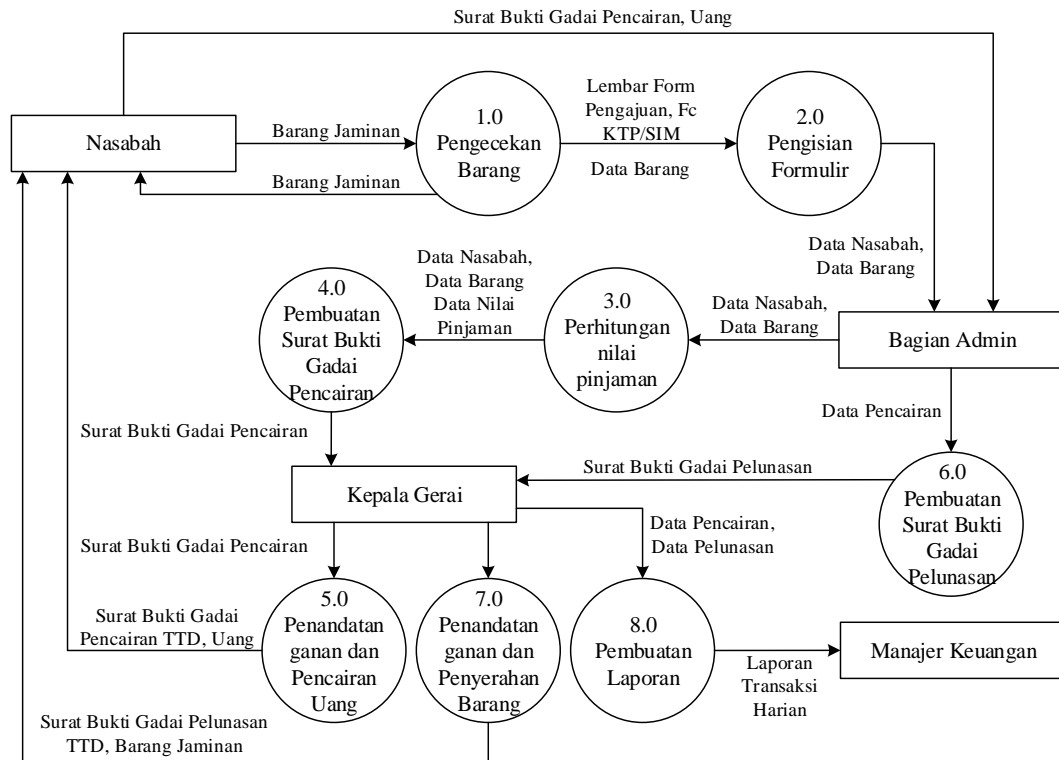 Surat Bukti Gadai Pencairan, Uang
Nasabah
Barang Jaminan
Barang Jaminan
1.0
Pengecekan
Barang
Lembar Form
Pengajuan, Fc
KTP/SIM
Data Barang
2.0
Pengisian
Formulir
Data Nasabah,
Data Barang
Bagian Admin
Data Nasabah,
Data Barang
3.0
Perhitungan
nilai
pinjaman
Data Nasabah,
Data Barang
Data Nilai
Pinjaman
4.0
Pembuatan
Surat Bukti
Gadai
Pencairan
Surat Bukti Gadai Pencairan
Kepala Gerai
Data Pencairan
6.0
Pembuatan
Surat Bukti
Gadai
Pelunasan
Surat Bukti Gadai Pelunasan
Surat Bukti Gadai Pencairan
5.0
Penandatan
ganan dan
Pencairan
Uang
Surat Bukti Gadai
Pencairan TTD, Uang
7.0
Penandatan
ganan dan
Penyerahan
Barang
Surat Bukti Gadai Pelunasan
TTD, Barang Jaminan
Data Pencairan,
Data Pelunasan
8.0
Pembuatan
Laporan
Laporan
Transaksi
Harian
Manajer Keuangan